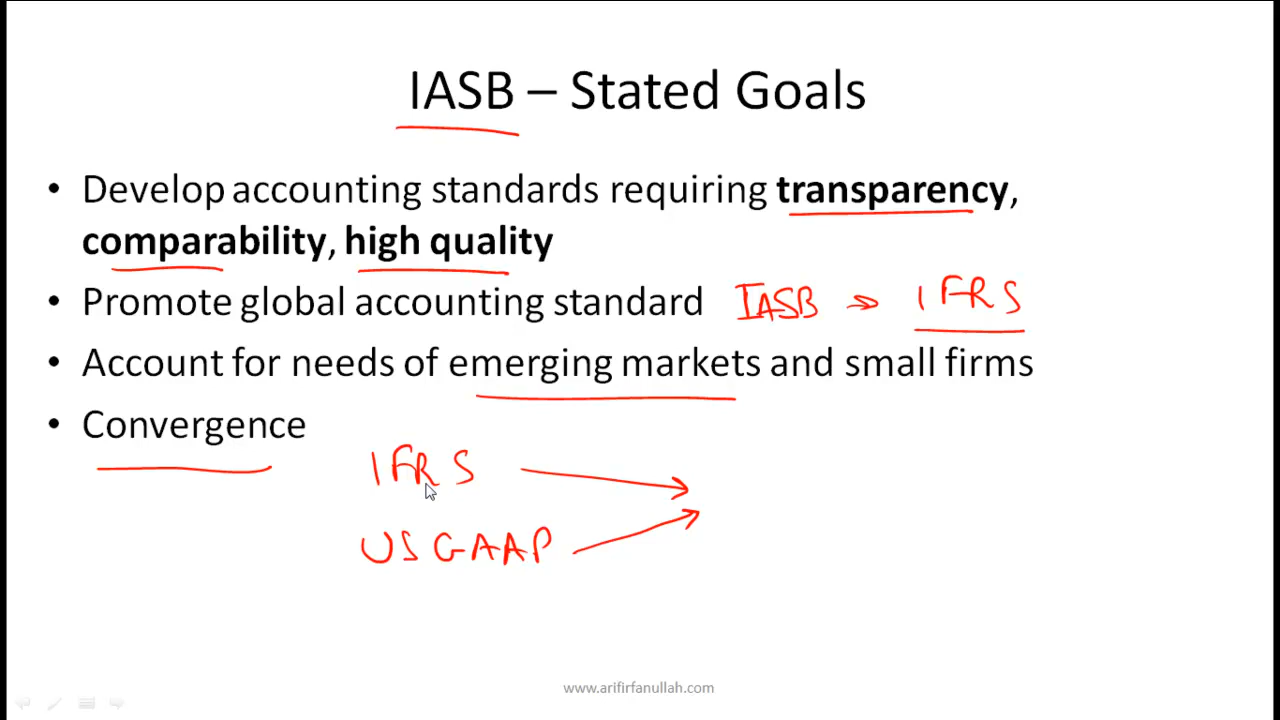 IASB – Stated Goals
• Develop accounting standards requiring transparency,
comparability, high quality
• Promote global accounting standard IASB ⇒ IFRS
• Account for needs of emerging markets and small firms
• Convergence
IFRS
US GAAP
www.arifirfanullah.com